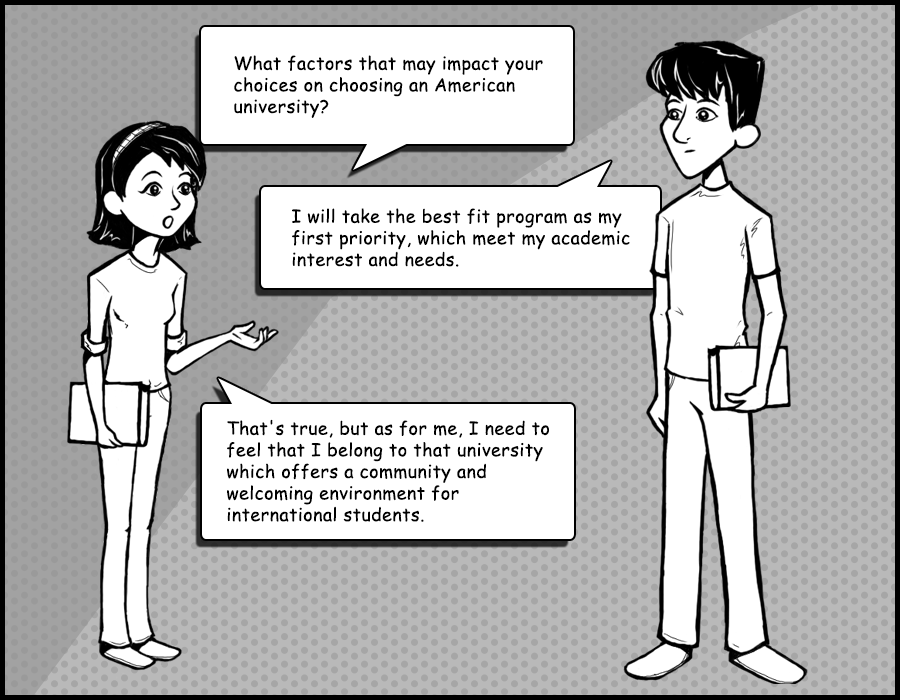 What factors that may impact your
choices on choosing an American
university?
I will take the best fit program as my
first priority, which meet my academic
interest and needs.
That's true, but as for me, I need to
feel that I belong to that university
which offers a community and
welcoming environment for
international students.